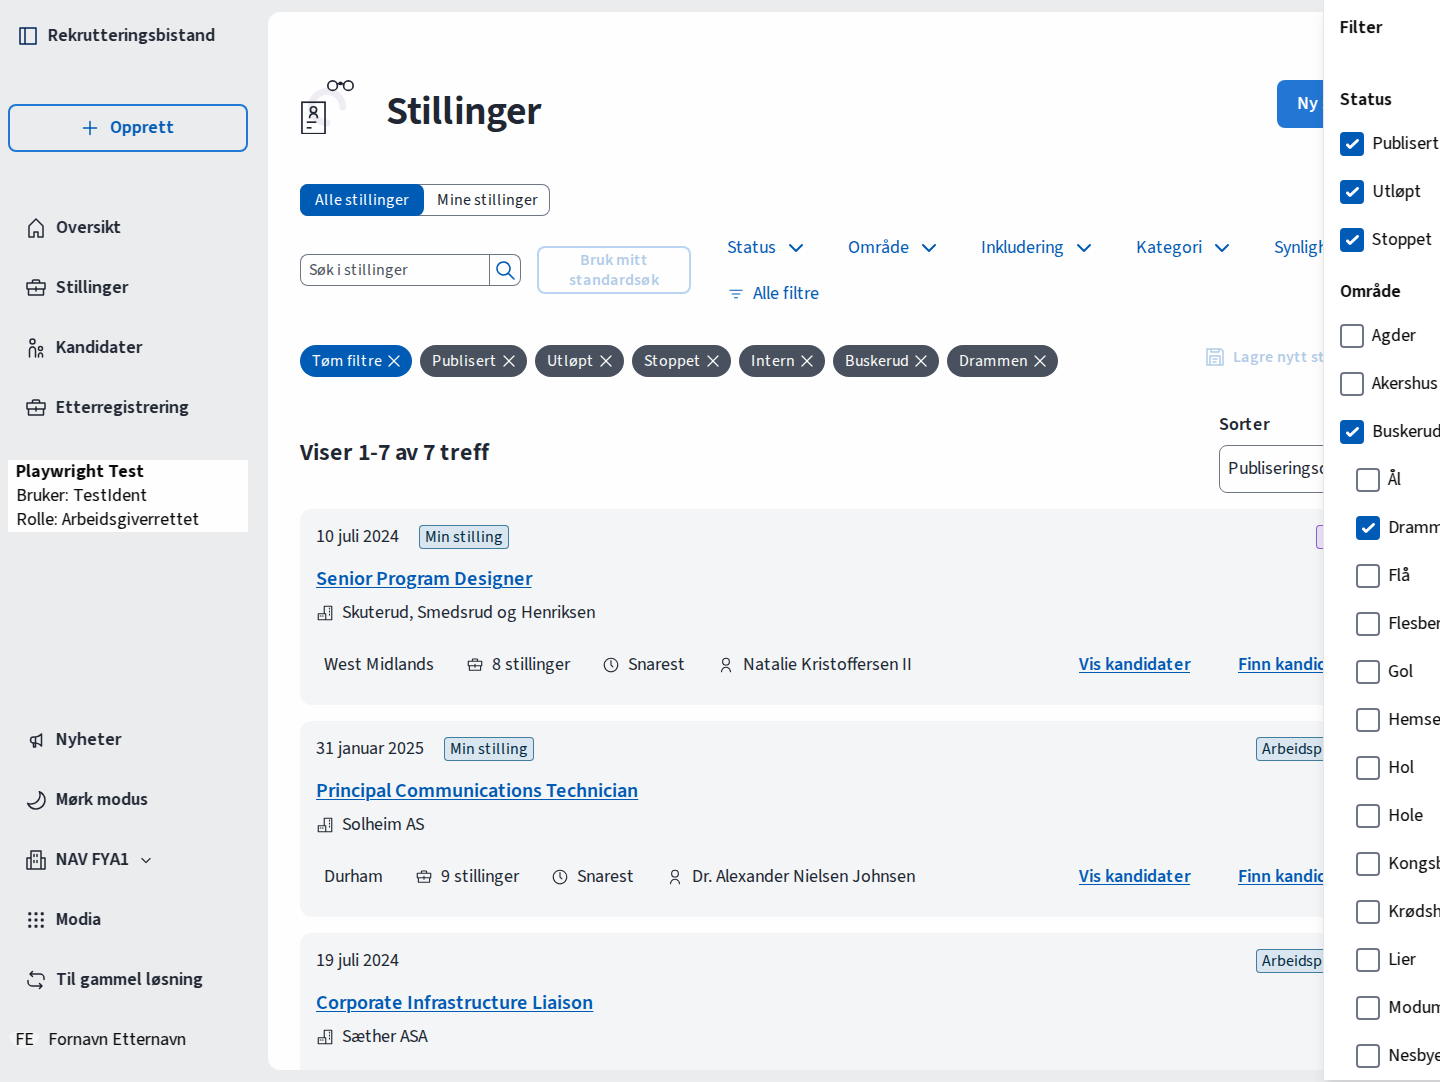 Rekrutteringsbistand
Opprett
Oversikt
Stillinger
Kandidater
Etterregistrering
Playwright Test
Bruker: TestIdent
Rolle: Arbeidsgiverrettet
Nyheter
Mørk modus
NAV FYA1
Modia
Til gammel løsning
FE Fornavn Etternavn
Stillinger
Ny
Alle stillinger Mine stillinger
Søk i stillinger
Bruk mitt
standardsøk
Status Område Inkludering Kategori Synligh
Alle filtre
Tøm filtre Publisert Utløpt Stoppet Intern Buskerud Drammen
Lagre nytt st
Viser 1-7 av 7 treff
Sorter
Publiseringsd
10 juli 2024 Min stilling
Senior Program Designer
Skuterud, Smedsrud og Henriksen
West Midlands 8 stillinger Snarest Natalie Kristoffersen II Vis kandidater Finn kandid
31 januar 2025 Min stilling Arbeidsp
Principal Communications Technician
Solheim AS
Durham 9 stillinger Snarest Dr. Alexander Nielsen Johnsen Vis kandidater Finn kandid
19 juli 2024 Arbeidsp
Corporate Infrastructure Liaison
Sæther ASA
Filter
Status
Publisert
Utløpt
Stoppet
Område
Agder
Akershus
Buskerud
Ål
Dramm
Flå
Flesber
Gol
Hemse
Hol
Hole
Kongsb
Krødsh
Lier
Modum
Nesbye